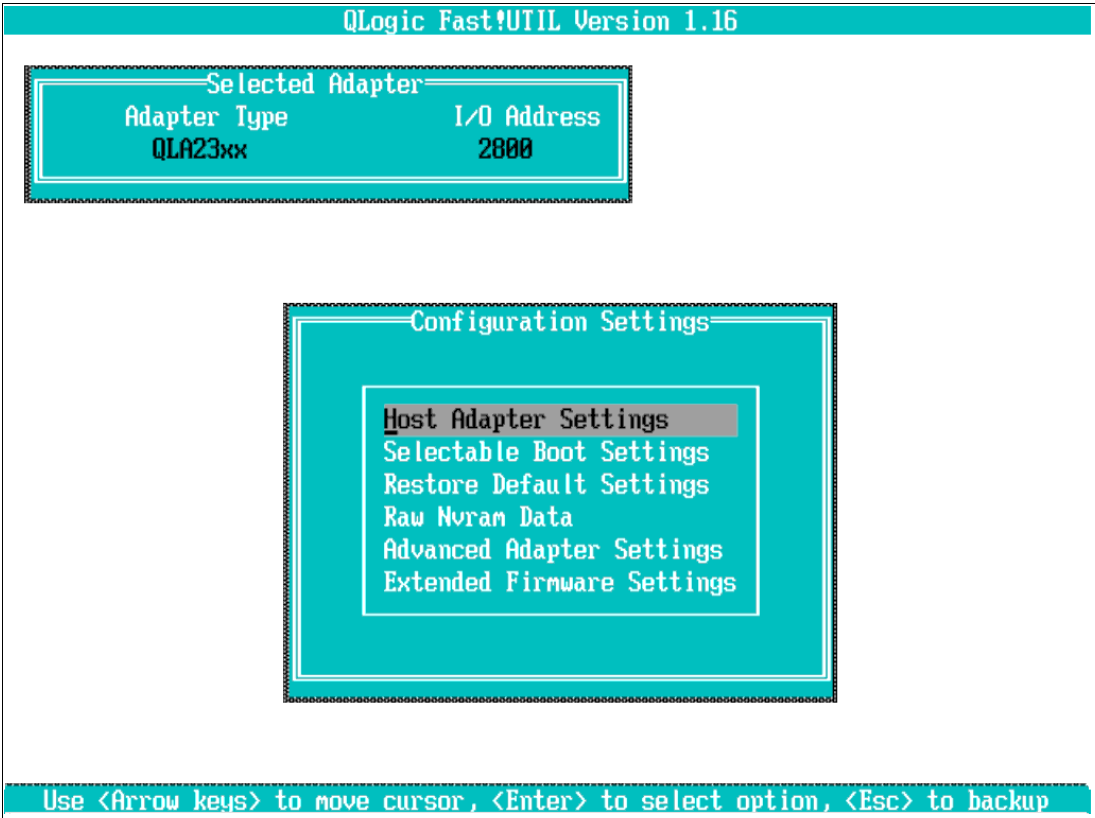 QLogic Fast!UTIL Version 1.16
Selected Adapter
Adapter Type I/O Address
QLA23xx 2800
Configuration Settings
Host Adapter Settings
Selectable Boot Settings
Restore Default Settings
Raw Nvram Data
Advanced Adapter Settings
Extended Firmware Settings
Use <Arrow keys> to move cursor, <Enter> to select option, <Esc> to backup